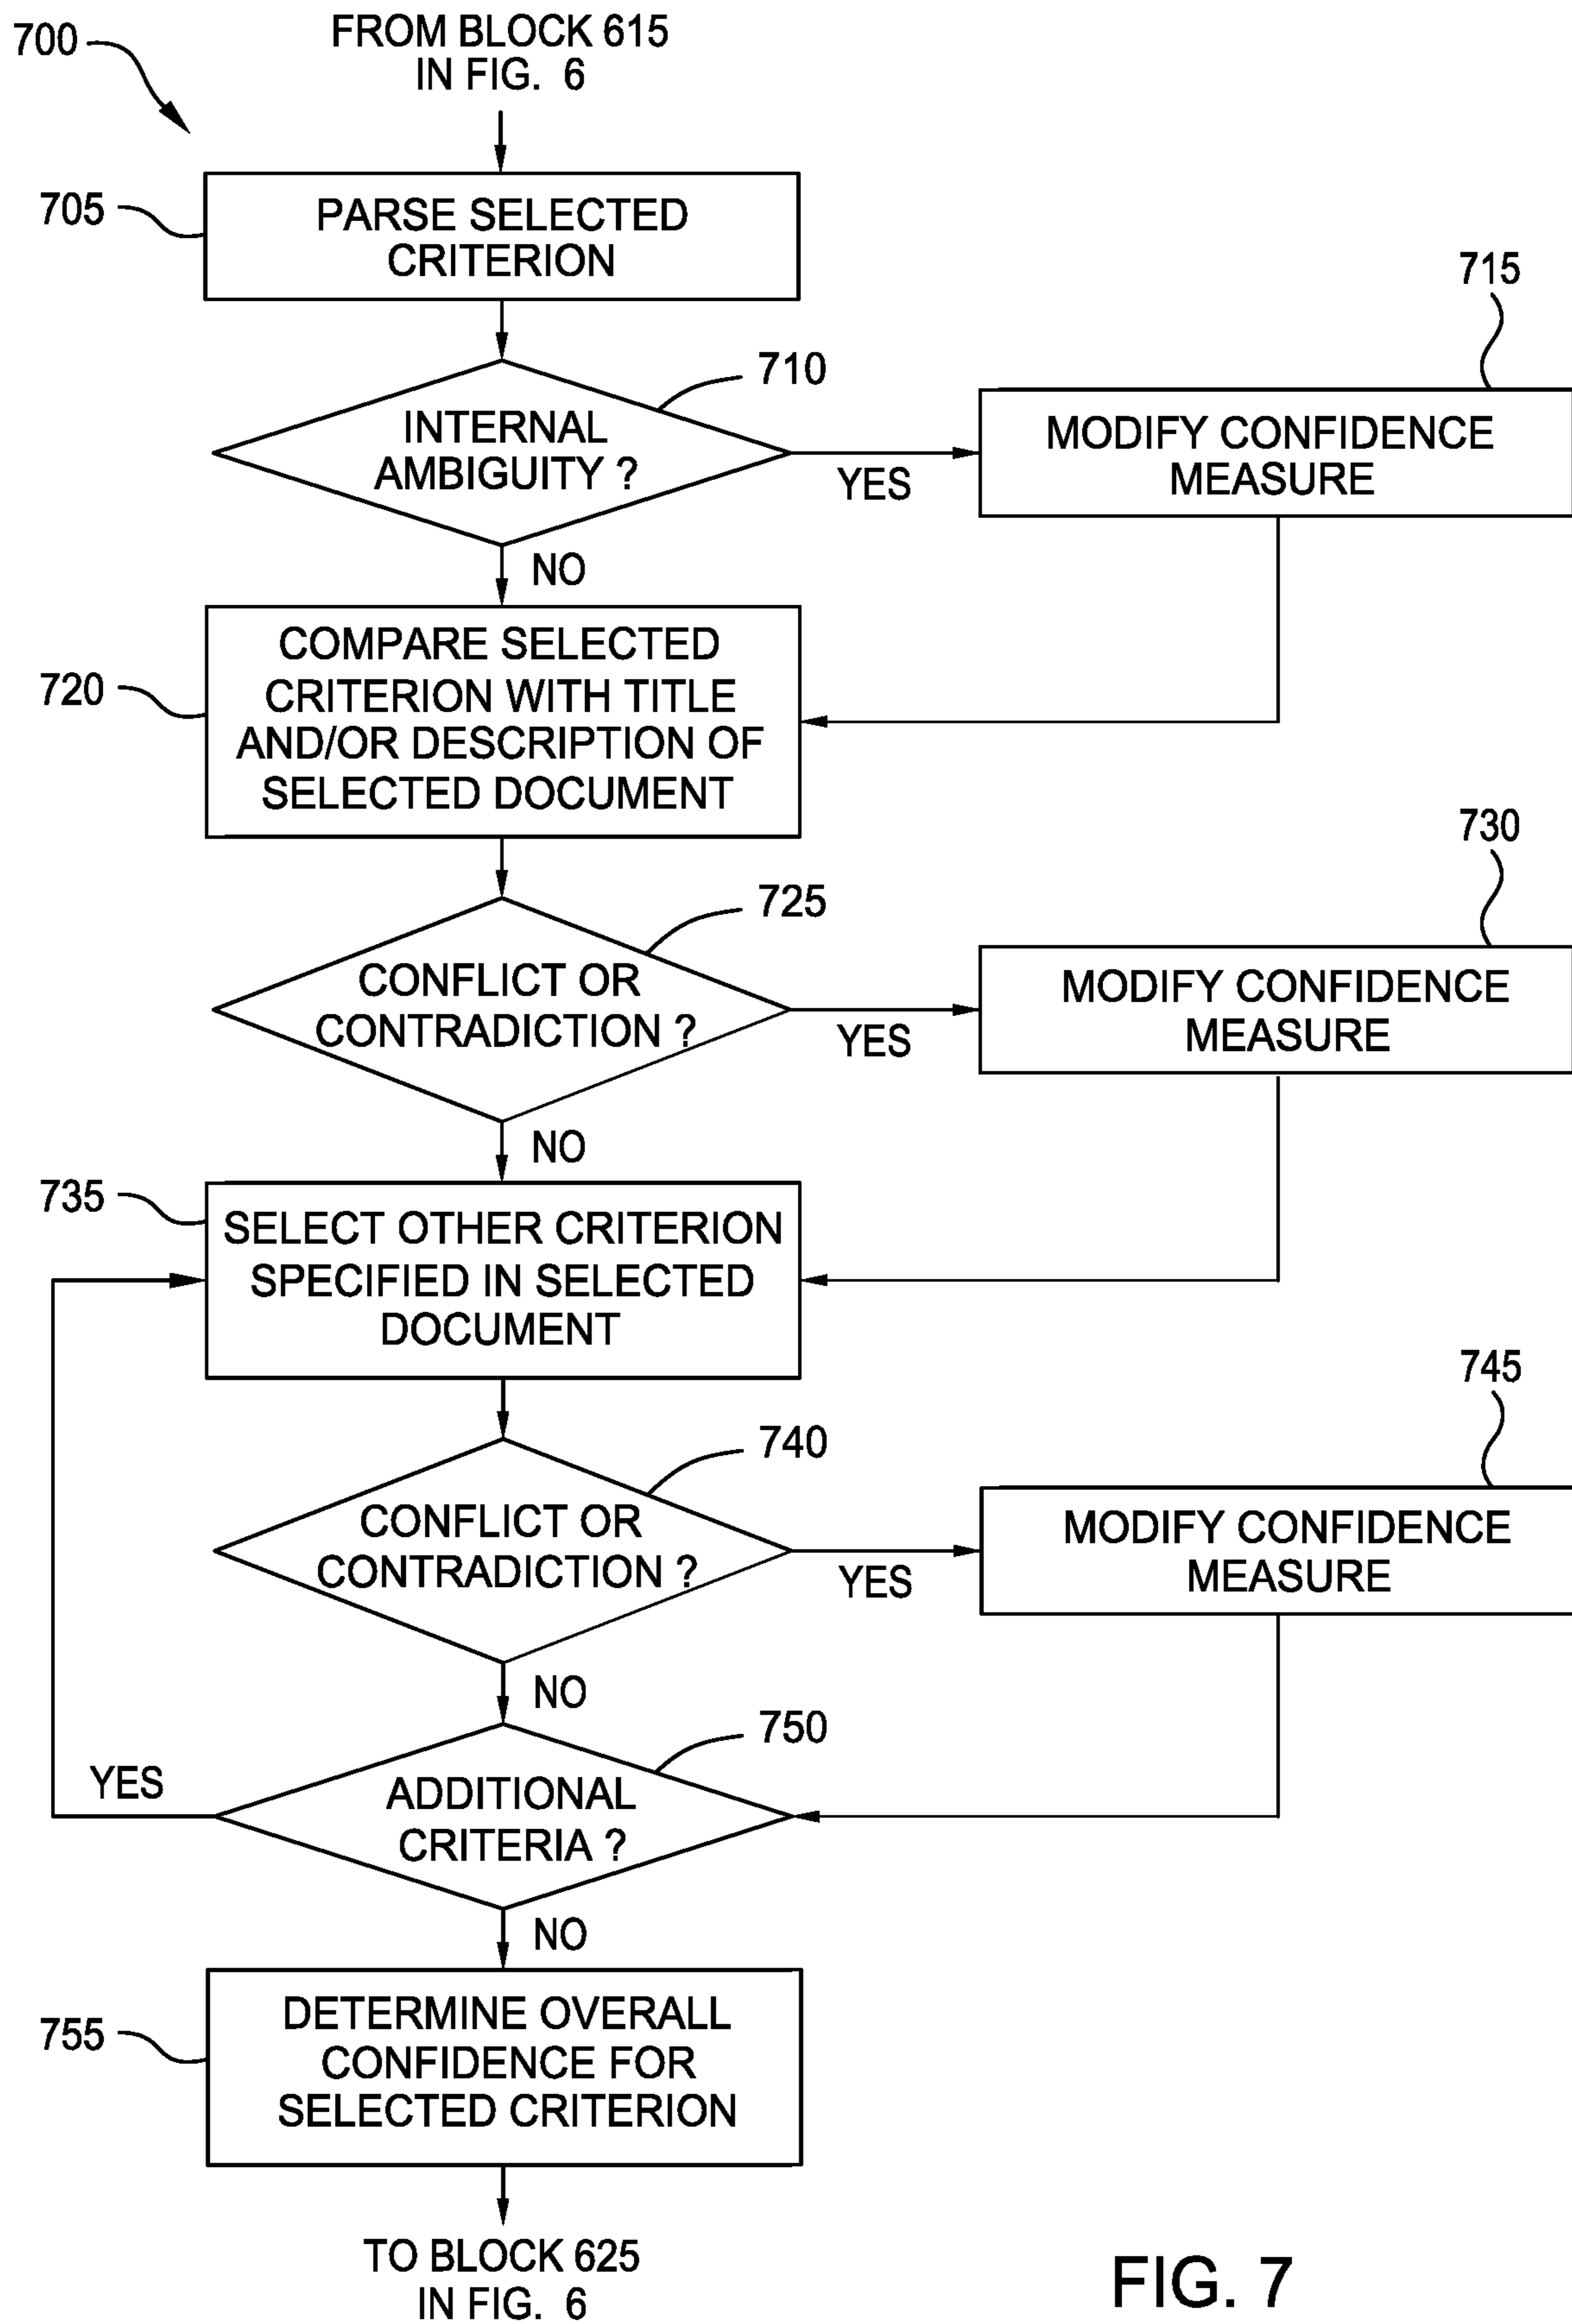 700
FROM BLOCK 615
IN FIG. 6
705
PARSE SELECTED
CRITERION
710
INTERNAL
AMBIGUITY ?
YES
NO
715
MODIFY CONFIDENCE
MEASURE
720
COMPARE SELECTED
CRITERION WITH TITLE
AND/OR DESCRIPTION OF
SELECTED DOCUMENT
725
CONFLICT OR
CONTRADICTION ?
YES
NO
730
MODIFY CONFIDENCE
MEASURE
735
SELECT OTHER CRITERION
SPECIFIED IN SELECTED
DOCUMENT
740
CONFLICT OR
CONTRADICTION ?
YES
NO
745
MODIFY CONFIDENCE
MEASURE
750
YES
ADDITIONAL
CRITERIA ?
NO
755
DETERMINE OVERALL
CONFIDENCE FOR
SELECTED CRITERION
TO BLOCK 625
IN FIG. 6
FIG. 7